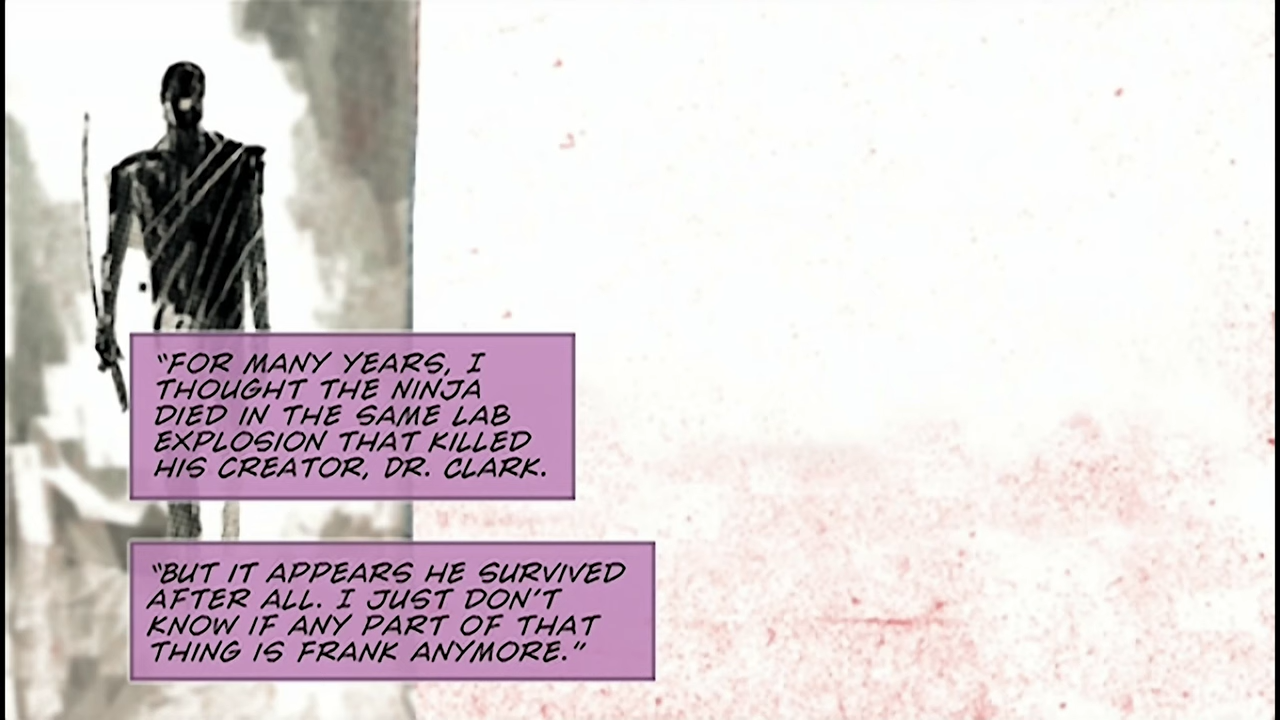 “FOR MANY YEARS, I
THOUGHT THE NINJA
DIED IN THE SAME LAB
EXPLOSION THAT KILLED
HIS CREATOR, DR. CLARK.
“BUT IT APPEARS HE SURVIVED
AFTER ALL. I JUST DON’T
KNOW IF ANY PART OF THAT
THING IS FRANK ANYMORE.”